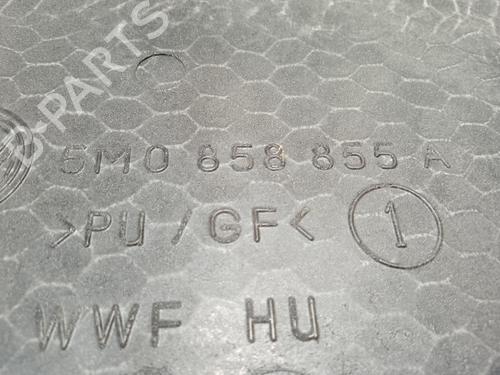 B-PARTS
5M0 858 855 A
>PU /GF< 1
WWF HU